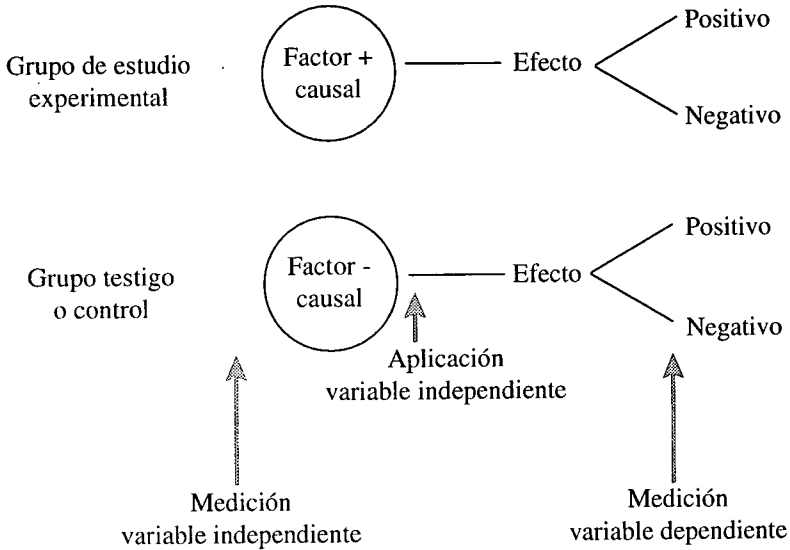 Grupo de estudio
experimental
Factor +
causal
Efecto
Positivo
Negativo
Grupo testigo
o control
Factor -
causal
Efecto
Positivo
Negativo
Aplicación
variable independiente
Medición
variable independiente
Medición
variable dependiente